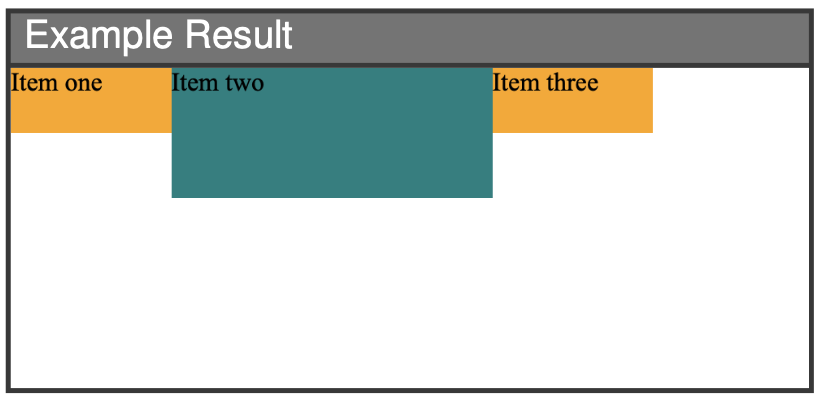 Example Result
Item one
Item two
Item three